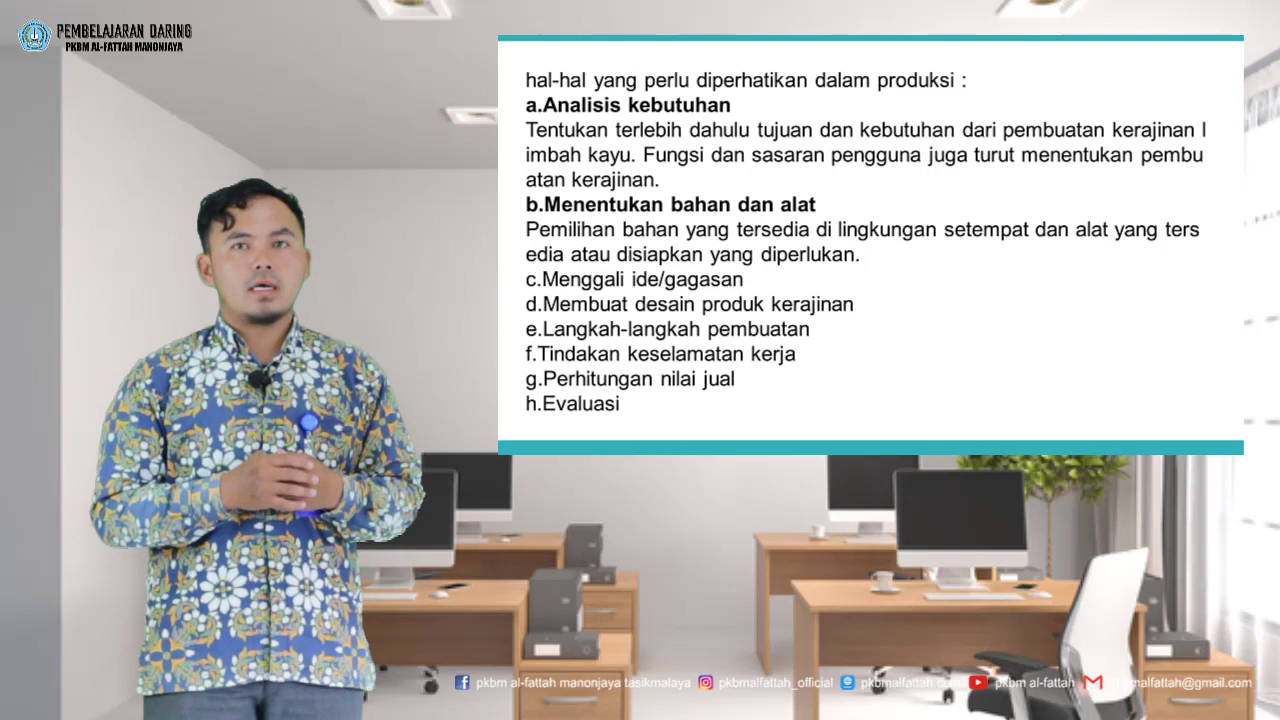 PEMBELAJARAN DARING
PKBM AL-FATTAH MANONJAYA
hal-hal yang perlu diperhatikan dalam produksi :
a.Analisis kebutuhan
Tentukan terlebih dahulu tujuan dan kebutuhan dari pembuatan kerajinan l
imbah kayu. Fungsi dan sasaran pengguna juga turut menentukan pembu
atan kerajinan.
b.Menentukan bahan dan alat
Pemilihan bahan yang tersedia di lingkungan setempat dan alat yang ters
edia atau disiapkan yang diperlukan.
c.Menggali ide/gagasan
d.Membuat desain produk kerajinan
e.Langkah-langkah pembuatan
f.Tindakan keselamatan kerja
g.Perhitungan nilai jual
h.Evaluasi
pkbm al-fattah manonjaya tasikmalaya pkbmalfattah_official pkbm al-fattah